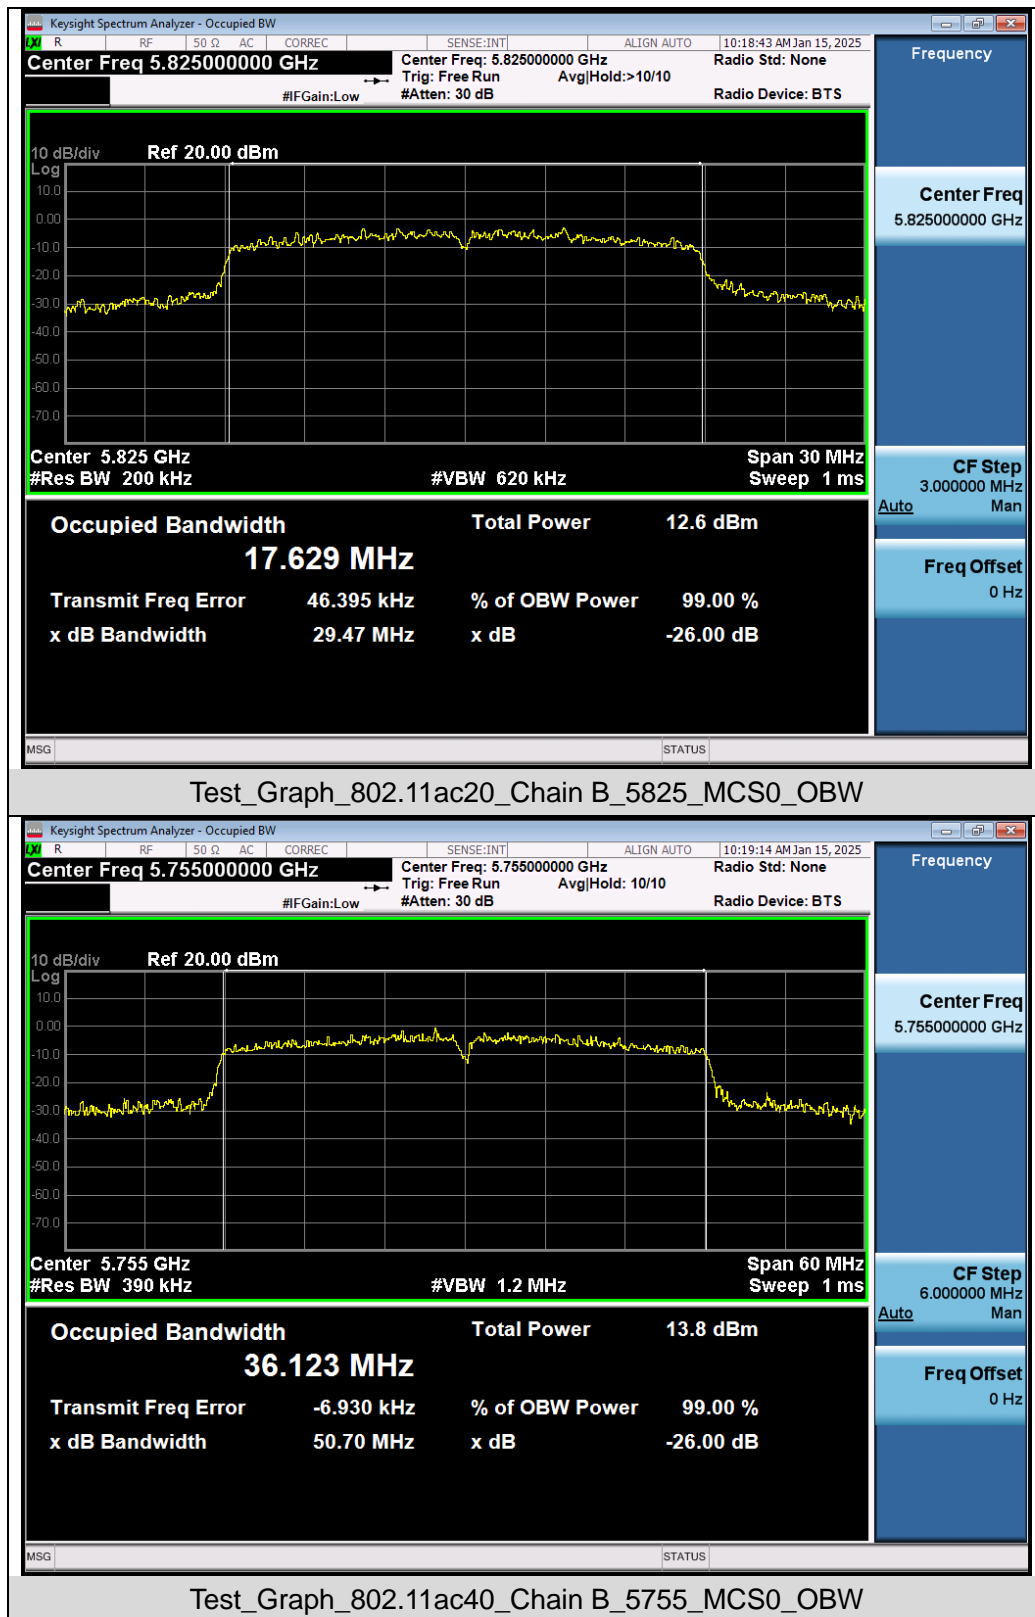 Keysight Spectrum Analyzer - Occupied BW
LXI R RF 50 Ω AC CORREC SENSE:INT ALIGN AUTO 10:18:43 AM Jan 15, 2025
Center Freq 5.825000000 GHz
Center Freq: 5.825000000 GHz
Radio Std: None
Trig: Free Run Avg|Hold:>10/10
#IFGain:Low #Atten: 30 dB Radio Device: BTS
Frequency
10 dB/div Ref 20.00 dBm
Log
10.0
0.00
-10.0
-20.0
-30.0
-40.0
-50.0
-60.0
-70.0
Center Freq
5.825000000 GHz
Center 5.825 GHz Span 30 MHz
#Res BW 200 kHz #VBW 620 kHz Sweep 1 ms
CF Step
3.000000 MHz
Auto Man
Occupied Bandwidth Total Power 12.6 dBm
17.629 MHz
Transmit Freq Error 46.395 kHz % of OBW Power 99.00 %
x dB Bandwidth 29.47 MHz x dB -26.00 dB
Freq Offset
0 Hz
MSG STATUS
Test_Graph_802.11ac20_Chain B_5825_MCS0_OBW
Keysight Spectrum Analyzer - Occupied BW
LXI R RF 50 Ω AC CORREC SENSE:INT ALIGN AUTO 10:19:14 AM Jan 15, 2025
Center Freq 5.755000000 GHz
Center Freq: 5.755000000 GHz
Radio Std: None
Trig: Free Run Avg|Hold: 10/10
#IFGain:Low #Atten: 30 dB Radio Device: BTS
Frequency
10 dB/div Ref 20.00 dBm
Log
10.0
0.00
-10.0
-20.0
-30.0
-40.0
-50.0
-60.0
-70.0
Center Freq
5.755000000 GHz
Center 5.755 GHz Span 60 MHz
#Res BW 390 kHz #VBW 1.2 MHz Sweep 1 ms
CF Step
6.000000 MHz
Auto Man
Occupied Bandwidth Total Power 13.8 dBm
36.123 MHz
Transmit Freq Error -6.930 kHz % of OBW Power 99.00 %
x dB Bandwidth 50.70 MHz x dB -26.00 dB
Freq Offset
0 Hz
MSG STATUS
Test_Graph_802.11ac40_Chain B_5755_MCS0_OBW